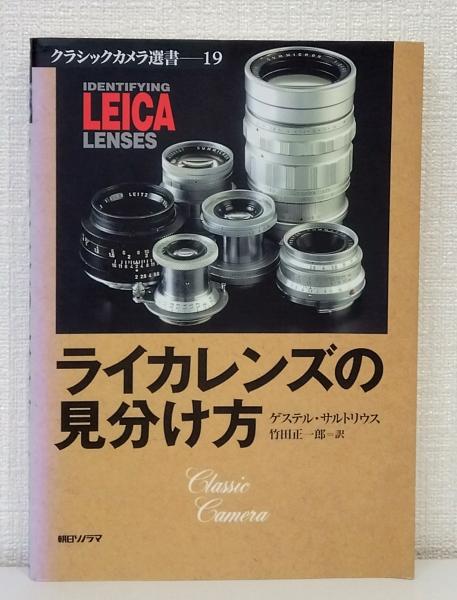 クラシックカメラ選書──19
IDENTIFYING
LEICA
LENSES
SUMMICRON
LEITZ
ライカレンズの
見分け方
ゲステル・サルトリウス
竹田正一郎＝訳
Classic
Camera
朝日ソノラマ